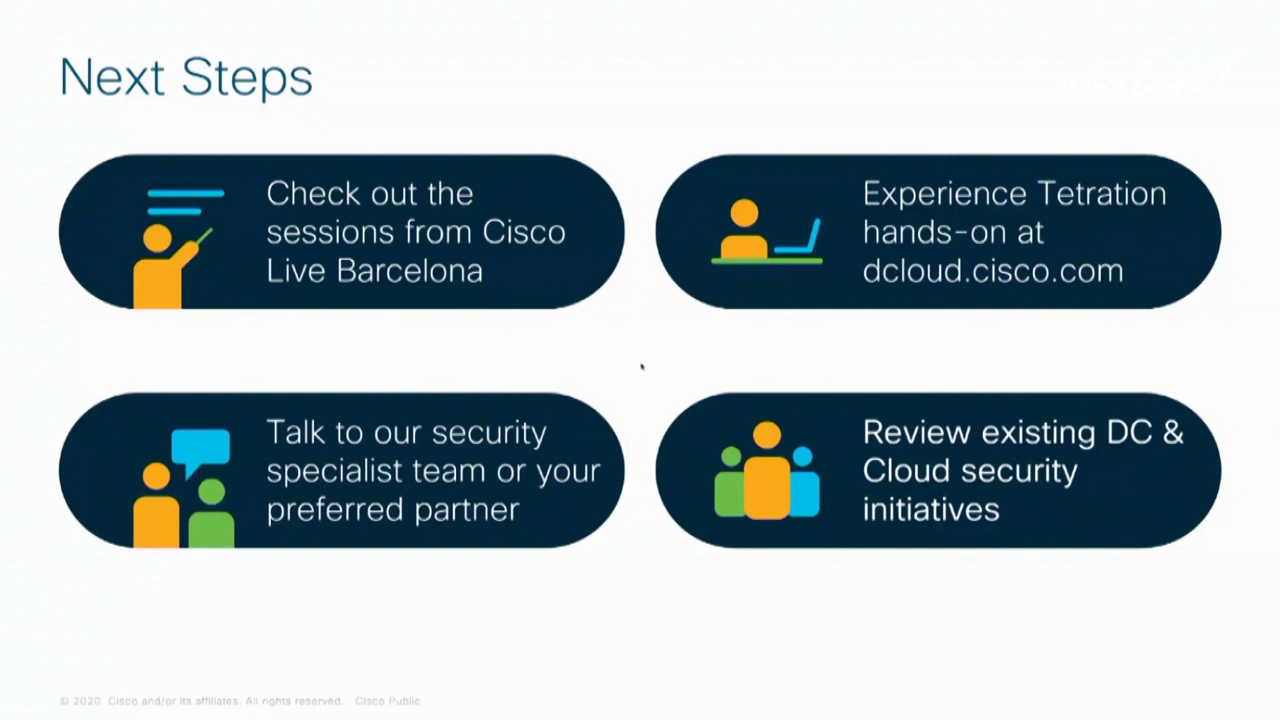 Next Steps
cisco Live!
Check out the
sessions from Cisco
Live Barcelona
Experience Tetration
hands-on at
dcloud.cisco.com
Talk to our security
specialist team or your
preferred partner
Review existing DC &
Cloud security
initiatives
© 2020 Cisco and/or its affiliates. All rights reserved. Cisco Public